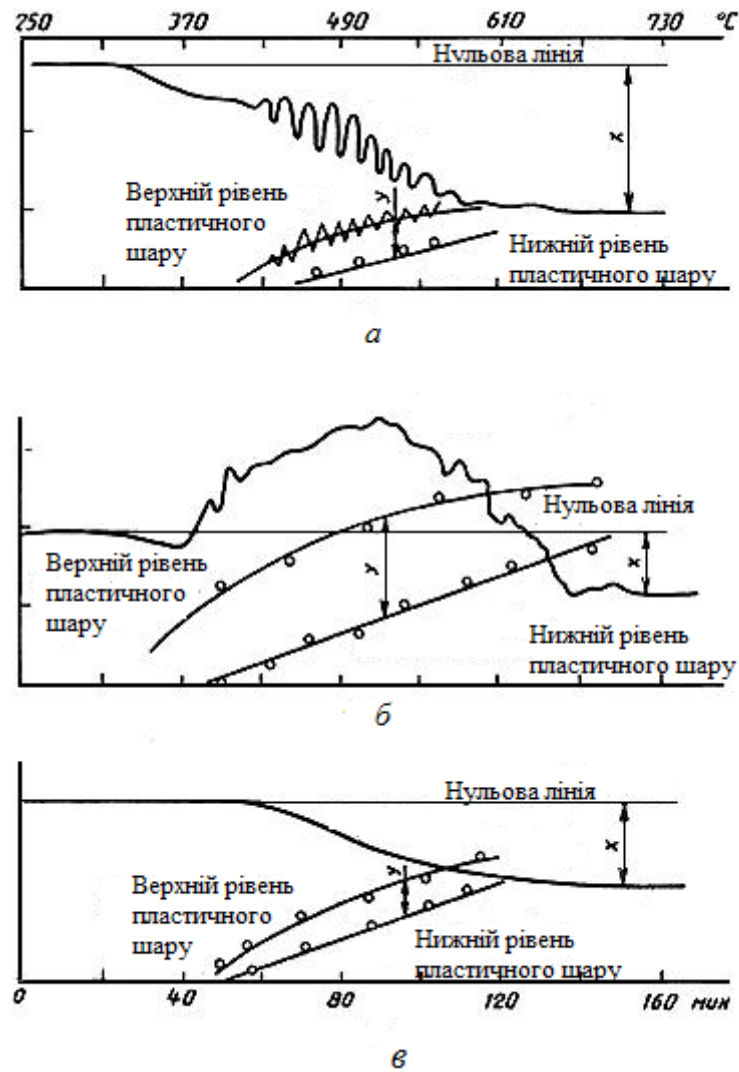 250 370 490 610 730 °C
Нульова лінія
x
Верхній рівень
пластичного
шару
y
Нижній рівень
пластичного шару
а
Нульова лінія
Верхній рівень
пластичного
шару
y
x
Нижній рівень
пластичного шару
б
Нульова лінія
x
Верхній рівень
пластичного
шару
y
Нижній рівень
пластичного шару
0 40 80 120 160 мин
в